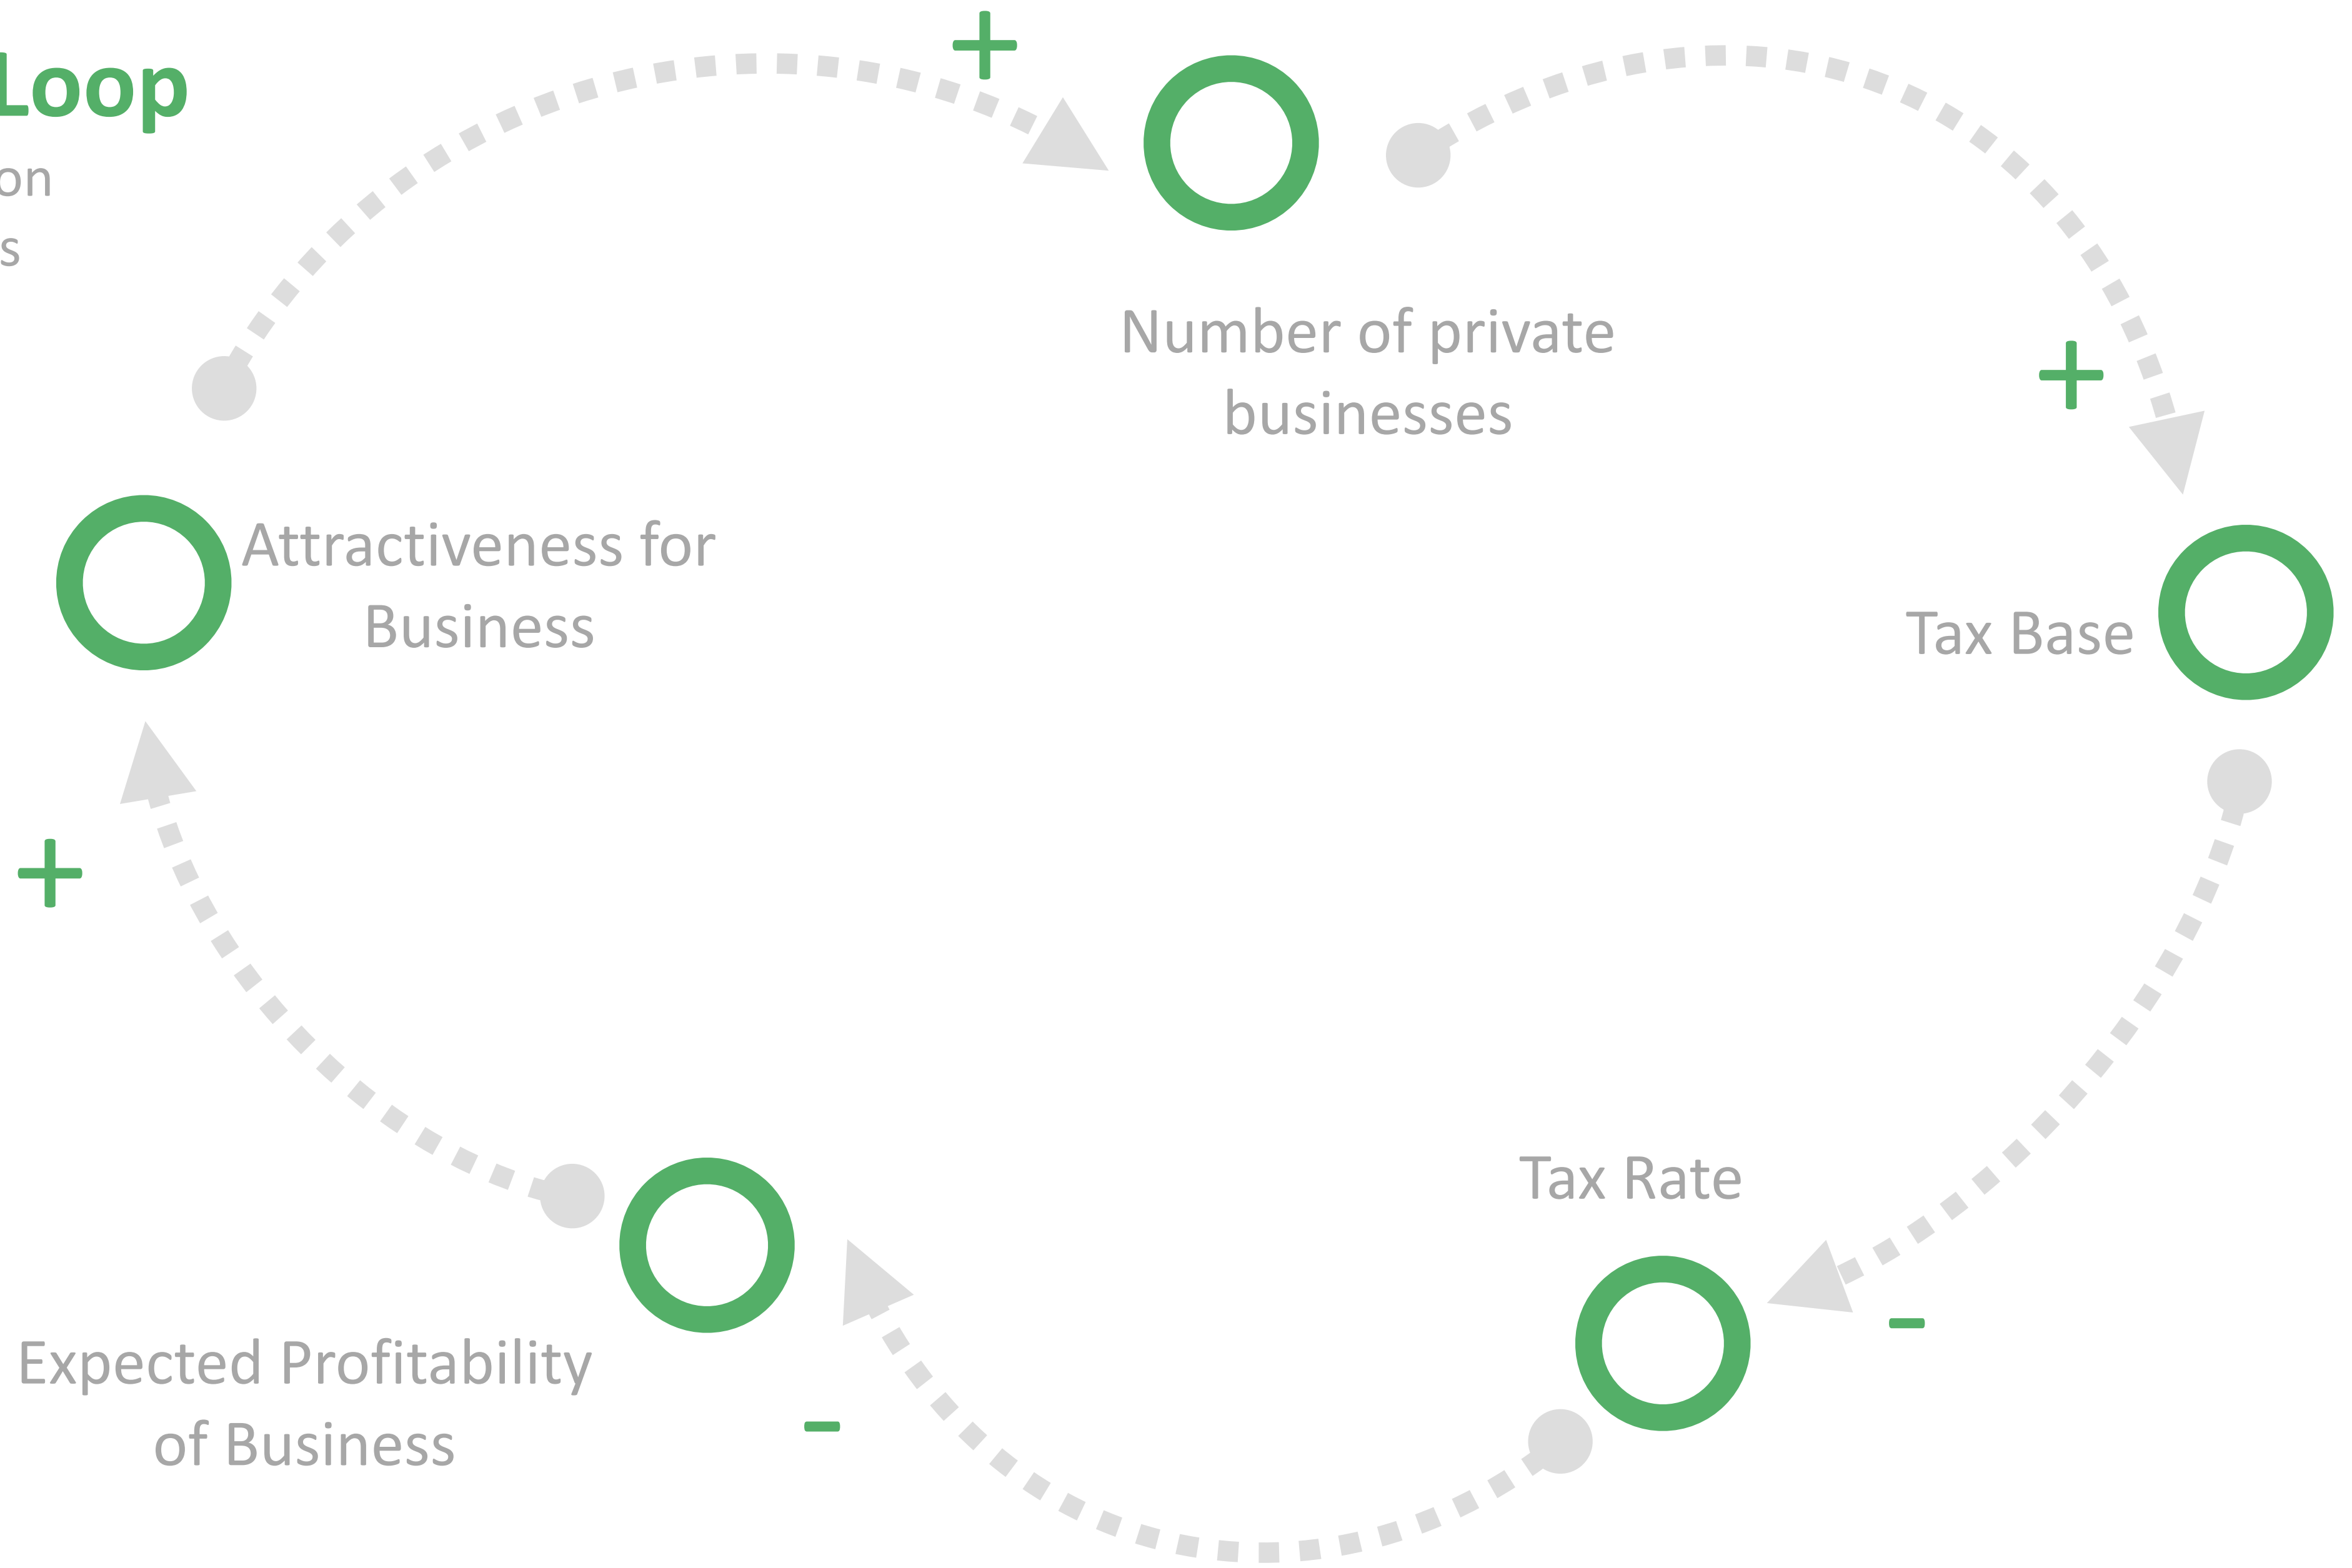 Loop
on
s
+
Number of private
businesses
+
Attractiveness for
Business
Tax Base
+
Tax Rate
-
Expected Profitability
of Business
-